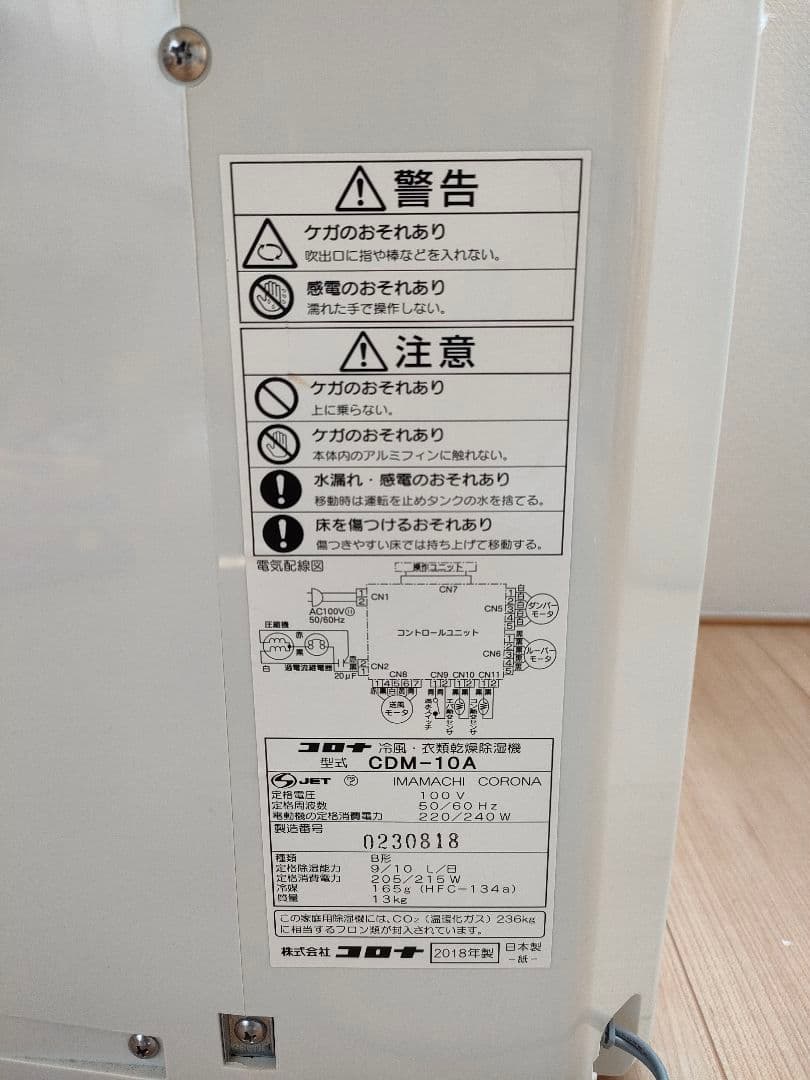 警告
ケガのおそれあり
吹出口に指や棒などを入れない。
感電のおそれあり
濡れた手で操作しない。
注意
ケガのおそれあり
上に乗らない。
ケガのおそれあり
本体内のアルミフィンに触れない。
水漏れ・感電のおそれあり
移動時は運転を止めタンクの水を捨てる。
床を傷つけるおそれあり
傷つきやすい床では持ち上げて移動する。
電気配線図
操作ユニット
CN7
CN1
AC100V
50/60Hz
CN5
ダンパー
モータ
圧縮機
赤
黒
白
過電流継電器
20μF
コントロールユニット
CN6
ルーバー
モータ
CN2
CN8 CN9 CN10 CN11
送風
モータ
コロナ 冷風・衣類乾燥除湿機
型式 CDM-10A
JET IMAMACHI CORONA
定格電圧 100 V
定格周波数 50/60 Hz
電動機の定格消費電力 220/240 W
製造番号
0230818
種類 B形
定格除湿能力 9/10 L/日
定格消費電力 205/215 W
冷媒 165g (HFC-134a)
質量 13kg
この家庭用除湿機には、CO₂（温暖化ガス）236kg
に相当するフロン類が封入されています。
株式会社 コロナ 2018年製 日本製
-紙-